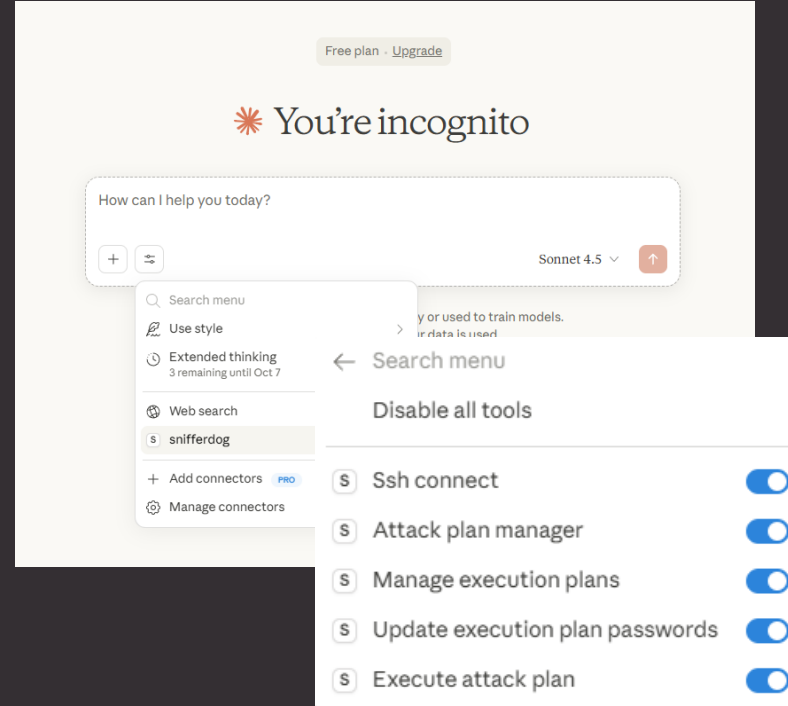 Free plan · Upgrade
You're incognito
How can I help you today?
Sonnet 4.5
Search menu
Use style
y or used to train models.
r data is used
Extended thinking
3 remaining until Oct 7
Web search
S snifferdog
Add connectors PRO
Manage connectors
Search menu
Disable all tools
S Ssh connect
S Attack plan manager
S Manage execution plans
S Update execution plan passwords
S Execute attack plan